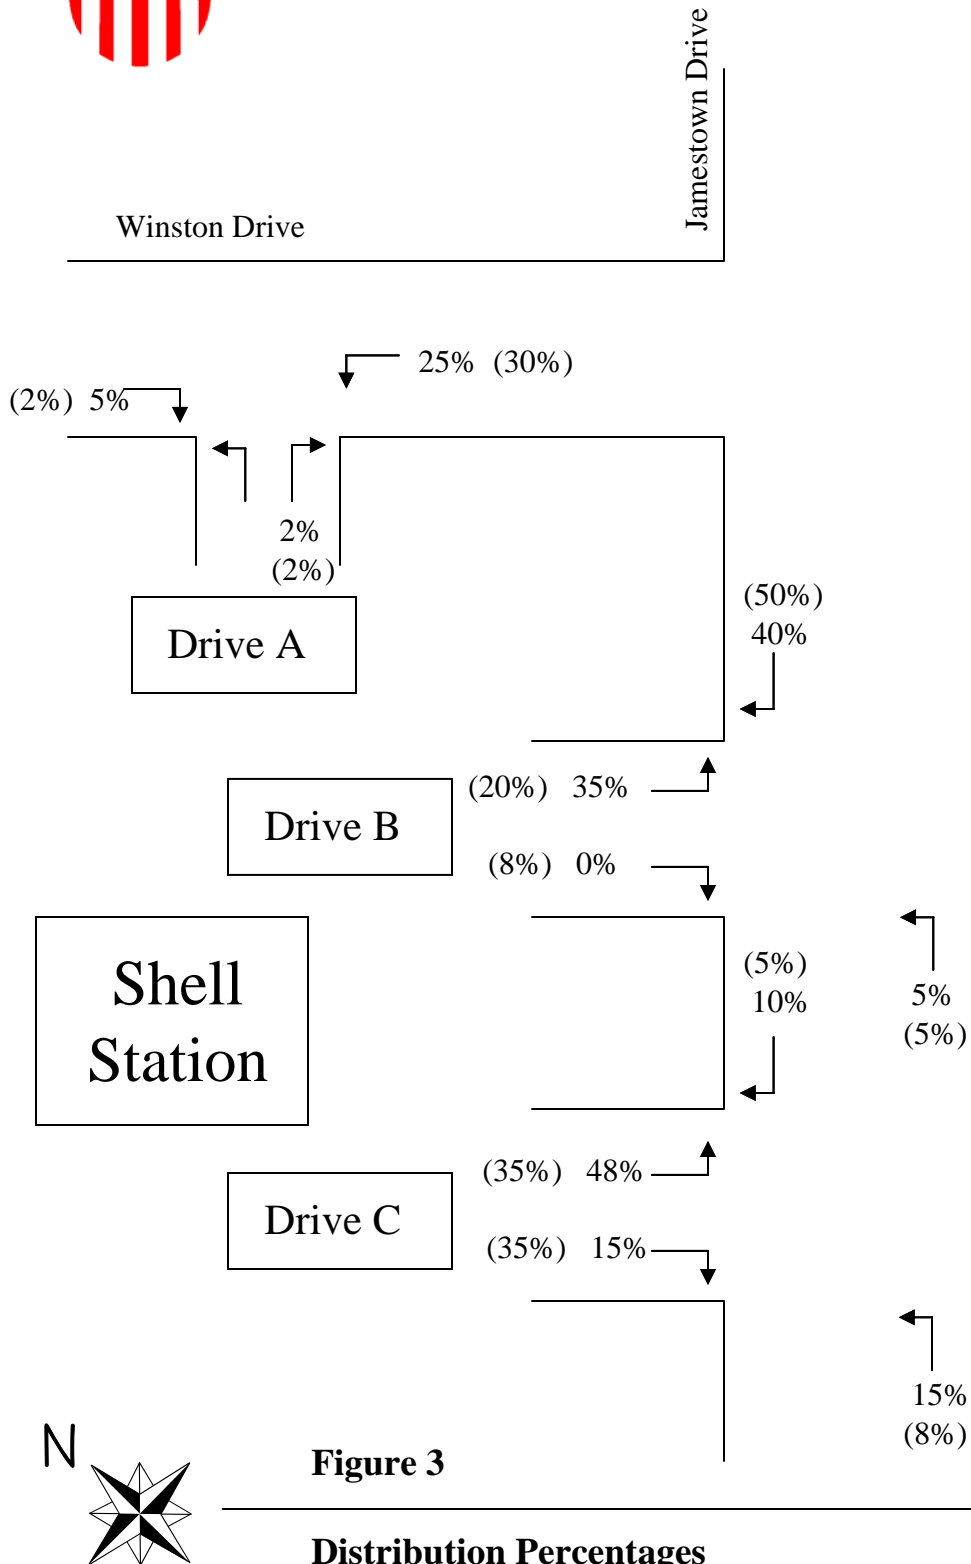 Jamestown Drive
Winston Drive
25% (30%)
(2%) 5%
2%
(2%)
Drive A
(50%)
40%
(20%) 35%
Drive B
(8%) 0%
Shell
Station
(5%)
10%
5%
(5%)
(35%) 48%
Drive C
(35%) 15%
15%
(8%)
N
Figure 3
Distribution Percentages